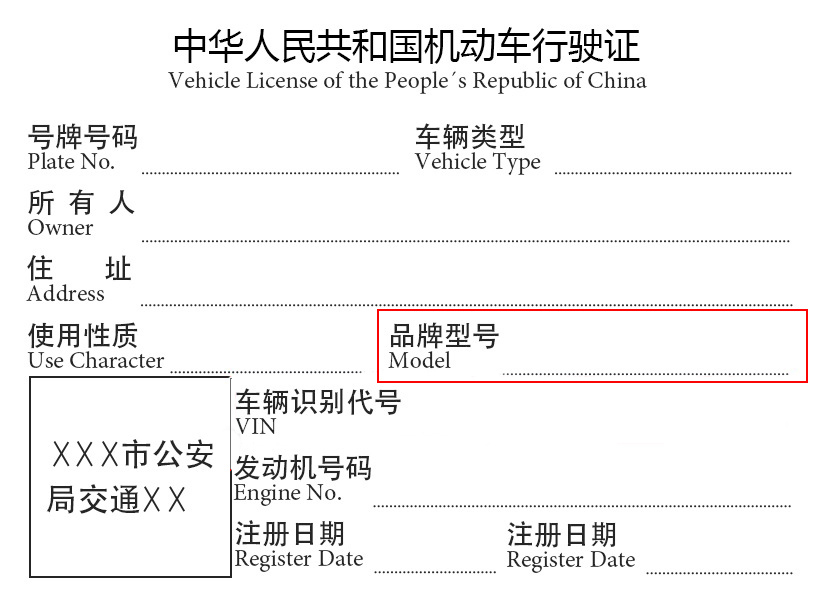 中华人民共和国机动车行驶证
Vehicle License of the People´s Republic of China
号牌号码 车辆类型
Plate No. Vehicle Type
所有人
Owner
住址
Address
使用性质 品牌型号
Use Character Model
车辆识别代号
VIN
XXX市公安
局交通XX
发动机号码
Engine No.
注册日期 注册日期
Register Date Register Date